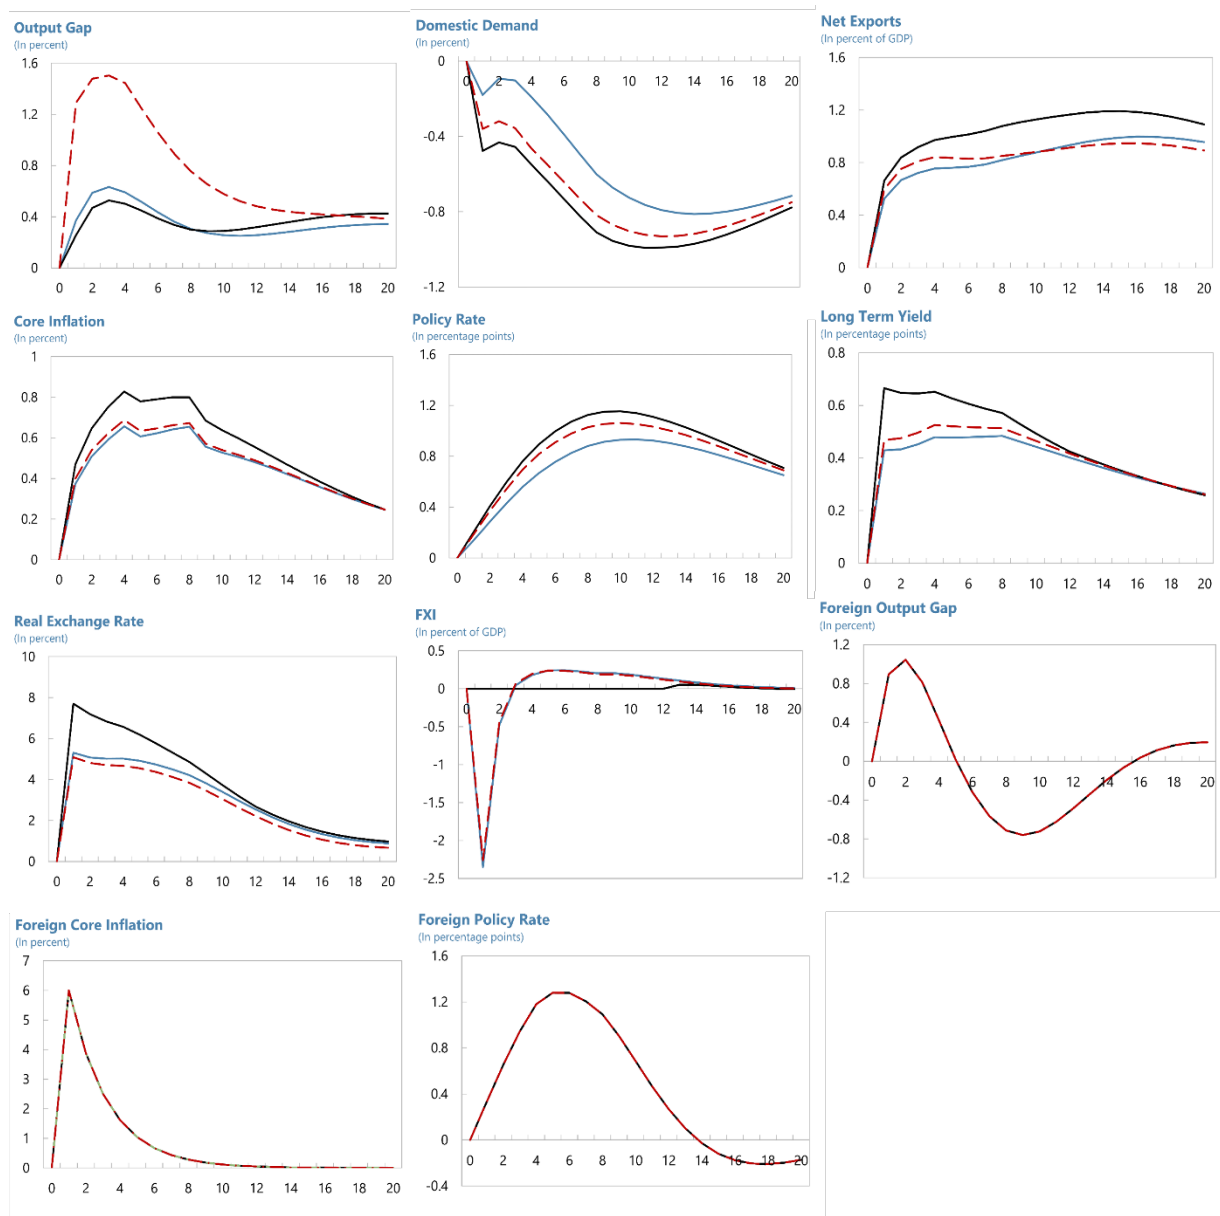 Output Gap
(In percent)
1.6
1.2
0.8
0.4
0
0 2 4 6 8 10 12 14 16 18 20
Domestic Demand
(In percent)
0
0 2 4 6 8 10 12 14 16 18 20
-0.4
-0.8
-1.2
Net Exports
(In percent of GDP)
1.6
1.2
0.8
0.4
0
0 2 4 6 8 10 12 14 16 18 20
Core Inflation
(In percent)
1
0.8
0.6
0.4
0.2
0
0 2 4 6 8 10 12 14 16 18 20
Policy Rate
(In percentage points)
1.6
1.2
0.8
0.4
0
0 2 4 6 8 10 12 14 16 18 20
Long Term Yield
(In percentage points)
0.8
0.6
0.4
0.2
0
0 2 4 6 8 10 12 14 16 18 20
Real Exchange Rate
(In percent)
10
8
6
4
2
0
0 2 4 6 8 10 12 14 16 18 20
FXI
(In percent of GDP)
0.5
0
0 2 4 6 8 10 12 14 16 18 20
-0.5
-1
-1.5
-2
-2.5
Foreign Output Gap
(In percent)
1.2
0.8
0.4
0
0 2 4 6 8 10 12 14 16 18 20
-0.4
-0.8
-1.2
Foreign Core Inflation
(In percent)
7
6
5
4
3
2
1
0
0 2 4 6 8 10 12 14 16 18 20
Foreign Policy Rate
(In percentage points)
1.6
1.2
0.8
0.4
0
0 2 4 6 8 10 12 14 16 18 20
-0.4